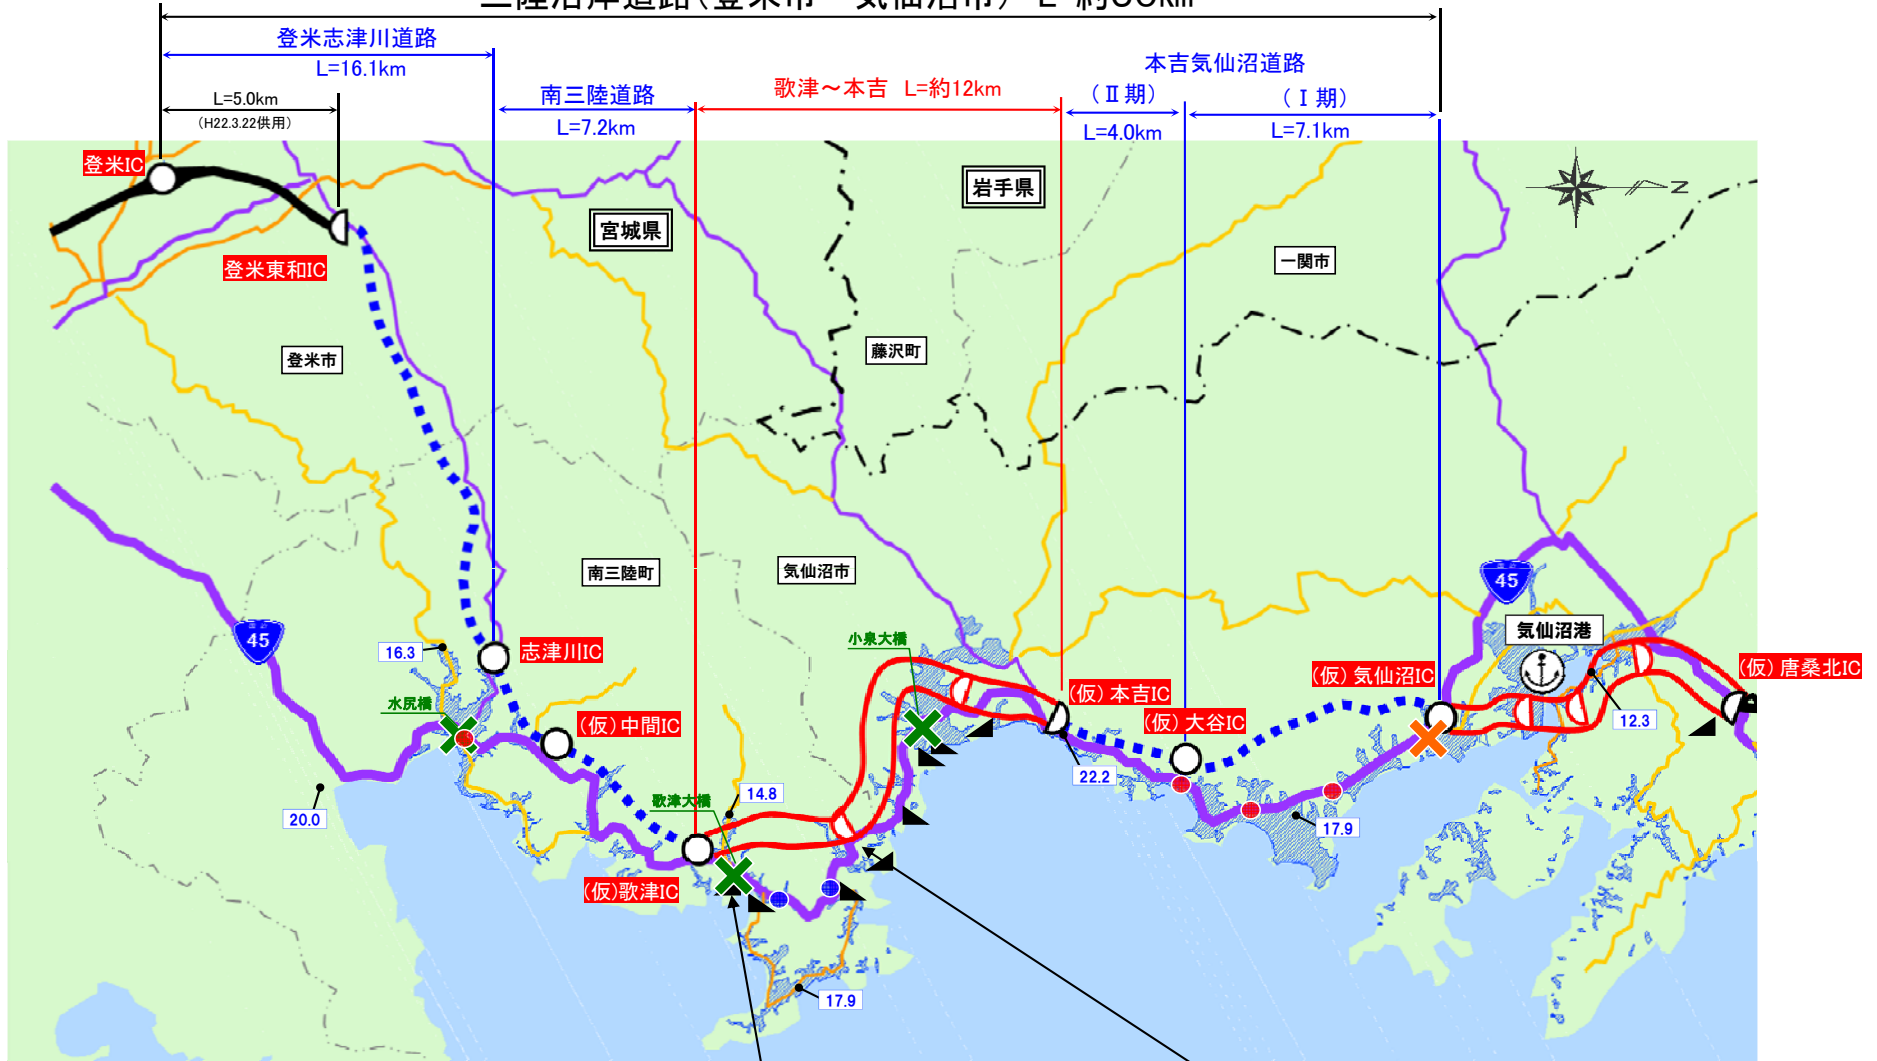 登米志津川道路
L=16.1km
L=5.0km
(H22.3.22供用)
南三陸道路
L=7.2km
歌津~本吉 L=約12km
本吉気仙沼道路
(Ⅱ期)
L=4.0km
(Ⅰ期)
L=7.1km
登米IC
登米東和IC
宮城県
岩手県
N
一関市
藤沢町
登米市
南三陸町
気仙沼市
45
45
気仙沼港
小泉大橋
16.3
志津川IC
水尻橋
(仮)中間IC
(仮)本吉IC
(仮)大谷IC
(仮)気仙沼IC
(仮)唐桑北IC
12.3
22.2
20.0
歌津大橋
14.8
17.9
(仮)歌津IC
17.9